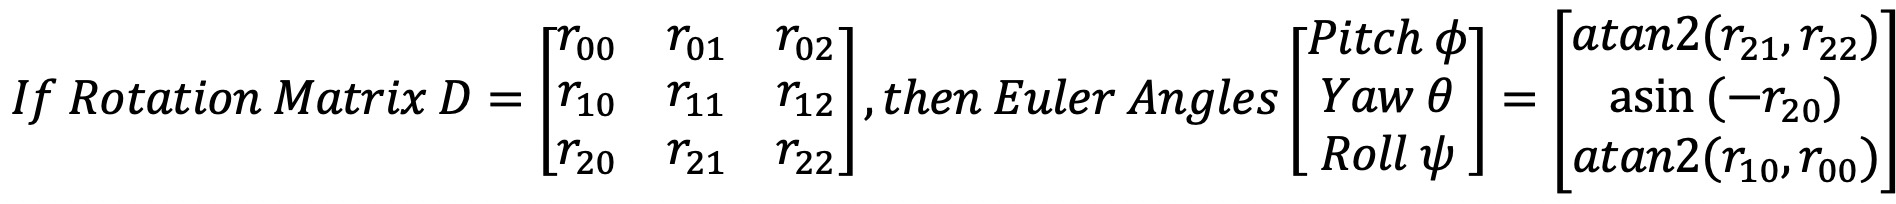 If Rotation Matrix D = [r₀₀ r₀₁ r₀₂; r₁₀ r₁₁ r₁₂; r₂₀ r₂₁ r₂₂], then Euler Angles [Pitch ϕ; Yaw θ; Roll ψ] = [atan2(r₂₁, r₂₂); asin (−r₂₀); atan2(r₁₀, r₀₀)]